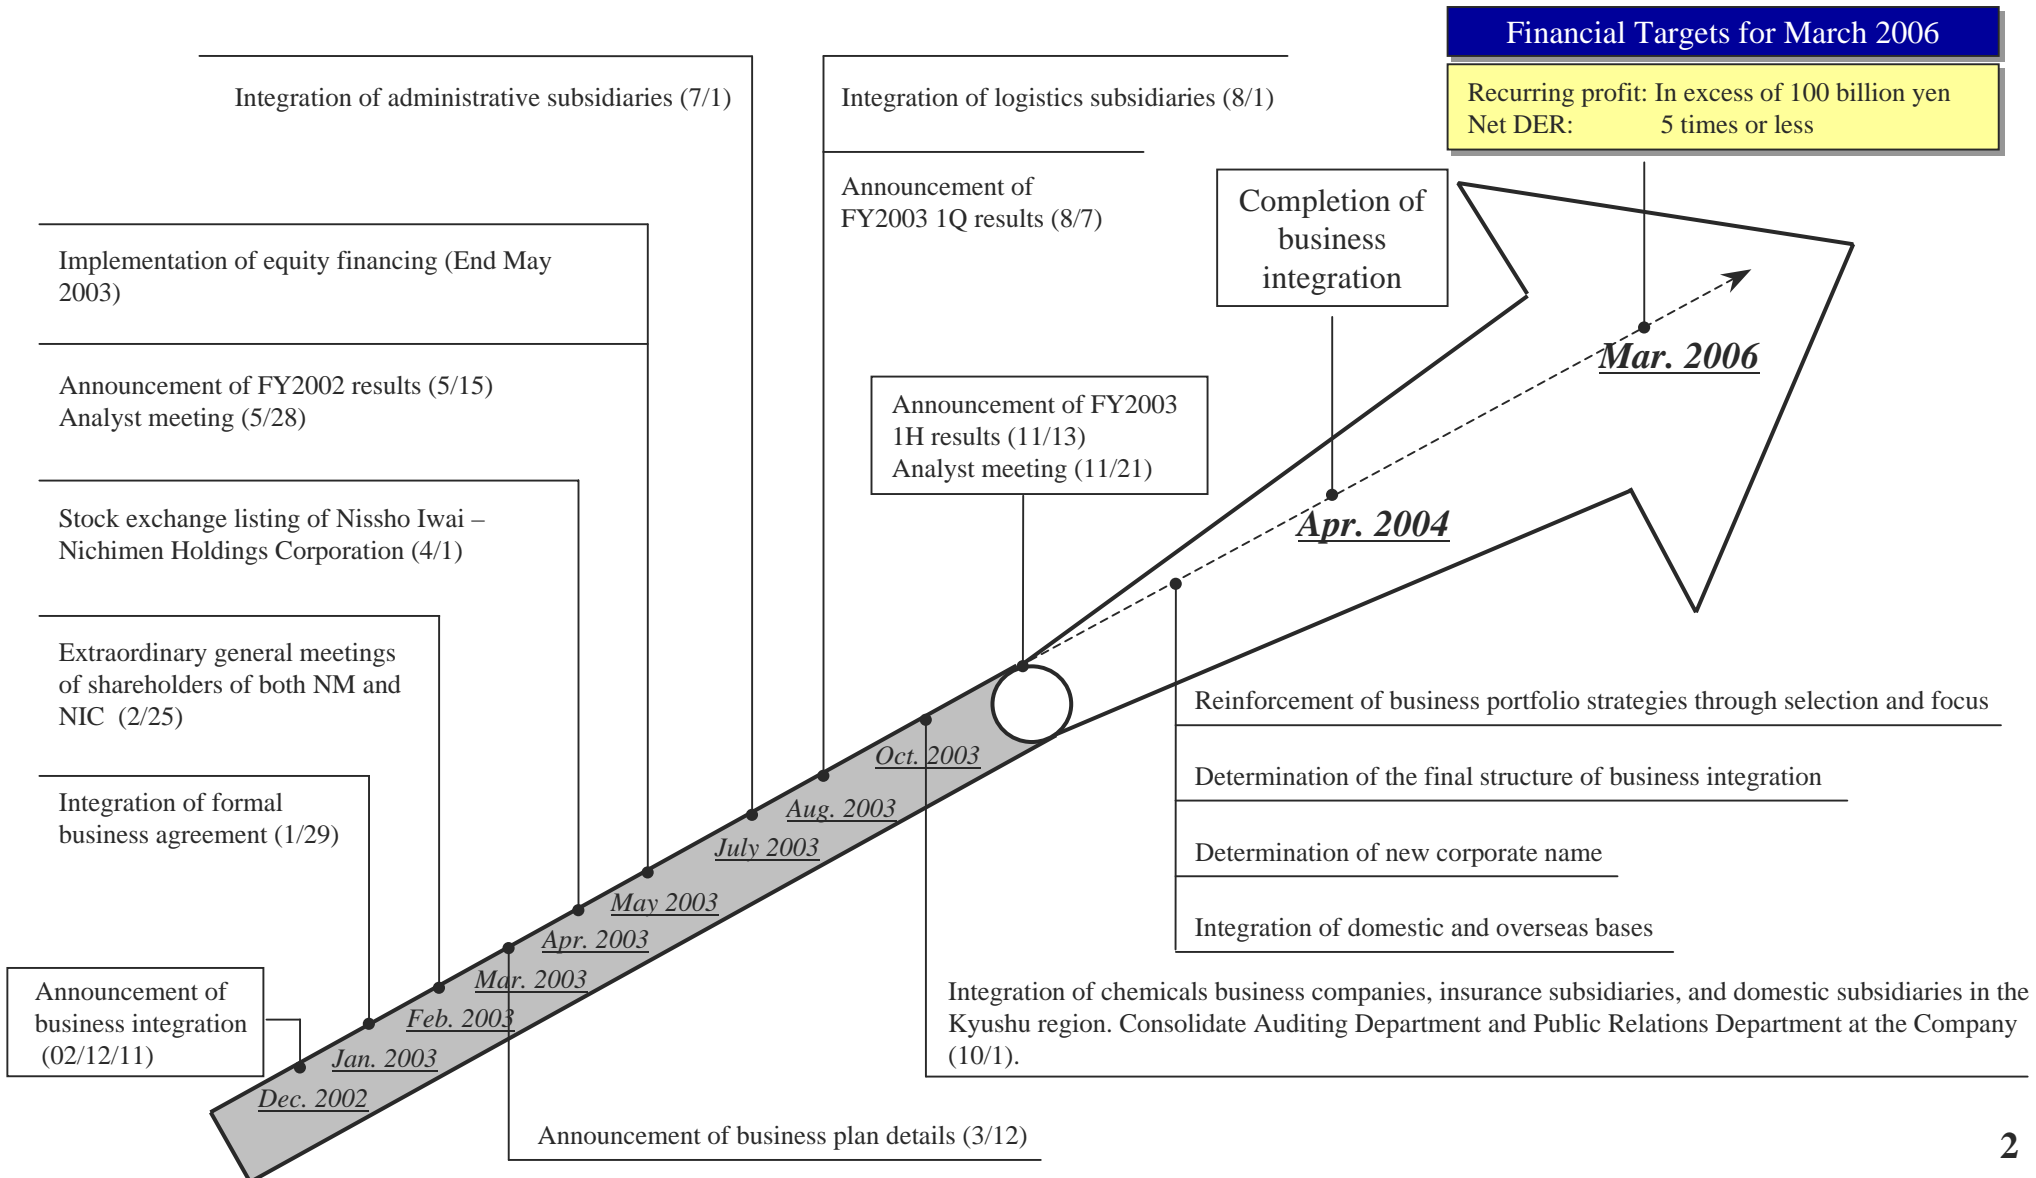 Financial Targets for March 2006
Recurring profit: In excess of 100 billion yen
Net DER: 5 times or less
Integration of administrative subsidiaries (7/1)
Integration of logistics subsidiaries (8/1)
Announcement of
FY2003 1Q results (8/7)
Completion of
business
integration
Implementation of equity financing (End May
2003)
Mar. 2006
Announcement of FY2002 results (5/15)
Analyst meeting (5/28)
Announcement of FY2003
1H results (11/13)
Analyst meeting (11/21)
Stock exchange listing of Nissho Iwai –
Nichimen Holdings Corporation (4/1)
Apr. 2004
Extraordinary general meetings
of shareholders of both NM and
NIC (2/25)
Reinforcement of business portfolio strategies through selection and focus
Determination of the final structure of business integration
Determination of new corporate name
Integration of domestic and overseas bases
Integration of formal
business agreement (1/29)
Oct. 2003
Aug. 2003
July 2003
May 2003
Apr. 2003
Mar. 2003
Feb. 2003
Jan. 2003
Dec. 2002
Announcement of
business integration
(02/12/11)
Integration of chemicals business companies, insurance subsidiaries, and domestic subsidiaries in the
Kyushu region. Consolidate Auditing Department and Public Relations Department at the Company
(10/1).
Announcement of business plan details (3/12)
2